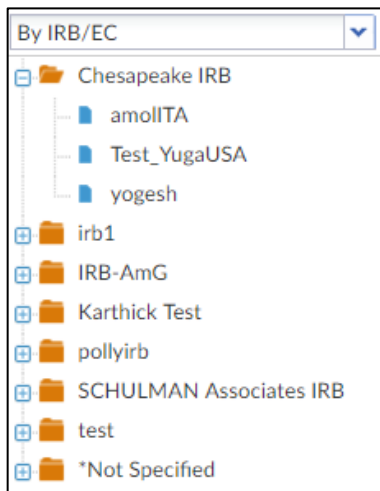 By IRB/EC
Chesapeake IRB
amolITA
Test_YugaUSA
yogesh
irb1
IRB-AmG
Karthick Test
pollyirb
SCHULMAN Associates IRB
test
*Not Specified